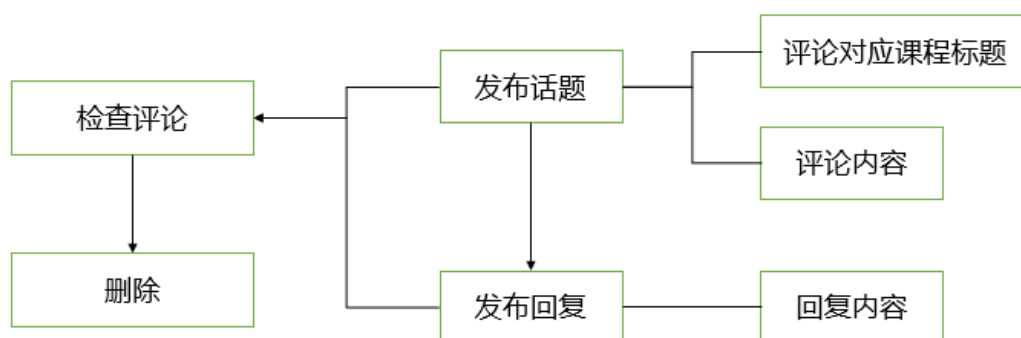 评论对应课程标题
发布话题
检查评论
评论内容
删除
发布回复
回复内容